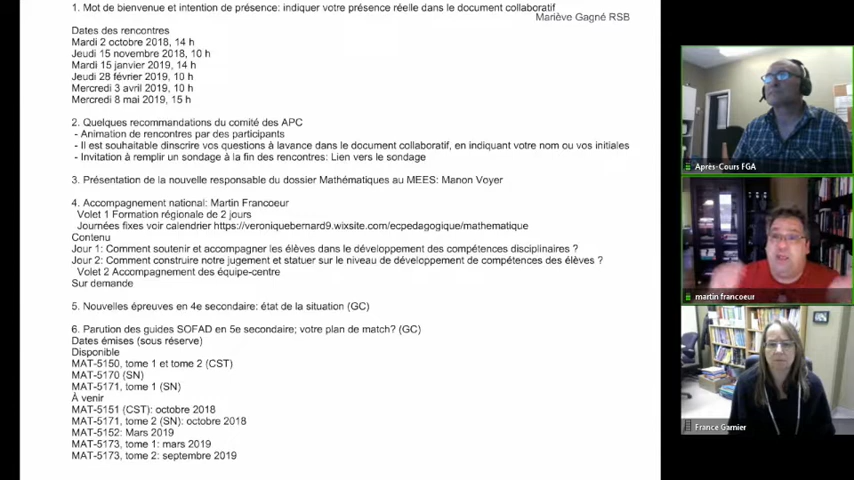 1. Mot de bienvenue et intention de présence: indiquer votre présence réelle dans le document collaboratif
Mariève Gagné RSB
Dates des rencontres
Mardi 2 octobre 2018, 14 h
Jeudi 15 novembre 2018, 10 h
Mardi 15 janvier 2019, 14 h
Jeudi 28 février 2019, 10 h
Mercredi 3 avril 2019, 10 h
Mercredi 8 mai 2019, 15 h
2. Quelques recommandations du comité des APC
- Animation de rencontres par des participants
- Il est souhaitable dinscrire vos questions à lavance dans le document collaboratif, en indiquant votre nom ou vos initiales
- Invitation à remplir un sondage à la fin des rencontres: Lien vers le sondage
3. Présentation de la nouvelle responsable du dossier Mathématiques au MEES: Manon Voyer
4. Accompagnement national: Martin Francoeur
Volet 1 Formation régionale de 2 jours
Journées fixes voir calendrier https://veroniquebernard9.wixsite.com/ecpedagogique/mathematique
Contenu
Jour 1: Comment soutenir et accompagner les élèves dans le développement des compétences disciplinaires ?
Jour 2: Comment construire notre jugement et statuer sur le niveau de développement de compétences des élèves ?
Volet 2 Accompagnement des équipe-centre
Sur demande
5. Nouvelles épreuves en 4e secondaire: état de la situation (GC)
6. Parution des guides SOFAD en 5e secondaire; votre plan de match? (GC)
Dates émises (sous réserve)
Disponible
MAT-5150, tome 1 et tome 2 (CST)
MAT-5170 (SN)
MAT-5171, tome 1 (SN)
À venir
MAT-5151 (CST): octobre 2018
MAT-5171, tome 2 (SN): octobre 2018
MAT-5152: Mars 2019
MAT-5173, tome 1: mars 2019
MAT-5173, tome 2: septembre 2019
Après-Cours FGA
martin francoeur
France Garnier